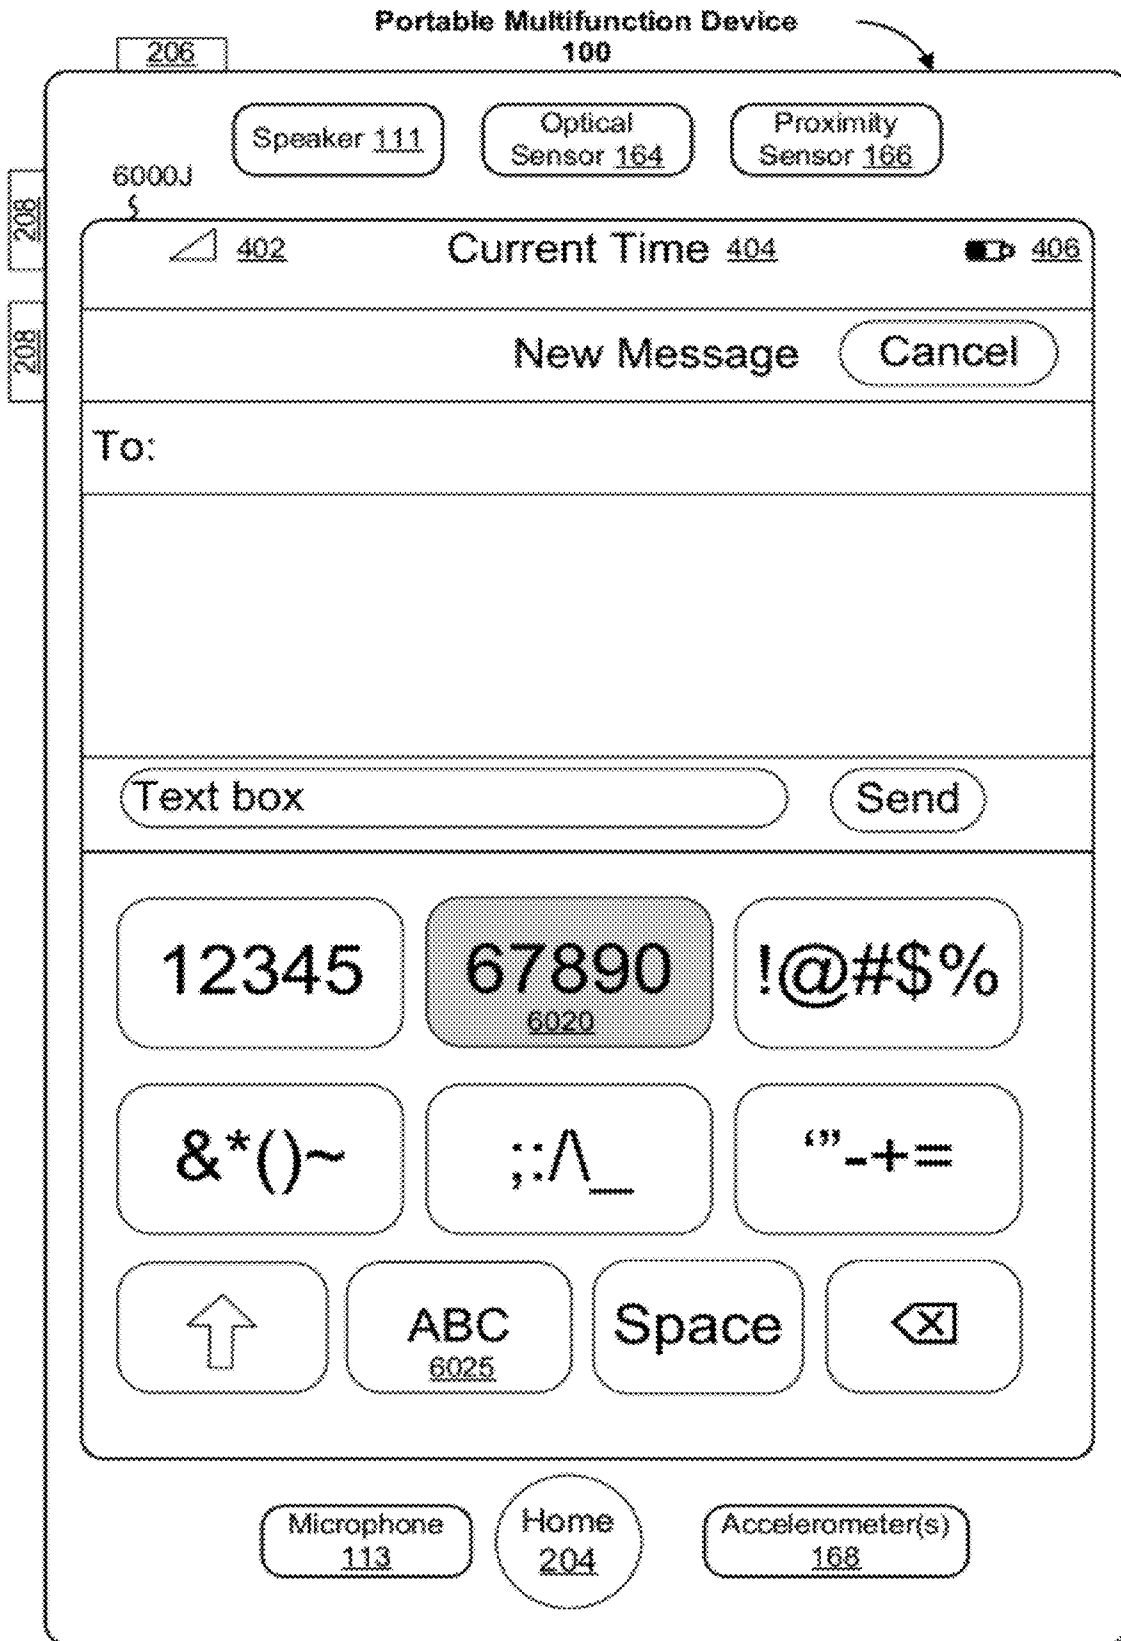 Portable Multifunction Device
100
206
Speaker 111
Optical
Sensor 164
Proximity
Sensor 166
6000J
208
402
Current Time 404
406
208
New Message
Cancel
To:
Text box
Send
12345
67890
6020
!@#$%
&*()~
;:/\_
‘”-+=
ABC
6025
Space
Microphone
113
Home
204
Accelerometer(s)
168